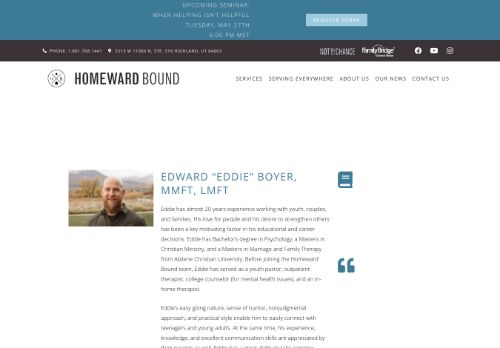 UPCOMING SEMINAR:
WHEN HELPING ISN'T HELPFUL
TUESDAY, MAY 27TH
6:00 PM MST
REGISTER TODAY
PHONE: 1.801.768.1441
5513 W 11000 N, STE. 316 HIGHLAND, UT 84003
NOT BY CHANCE
FamilyBridge
HOMEWARD BOUND
SERVICES SERVING EVERYWHERE ABOUT US OUR NEWS CONTACT US
EDWARD "EDDIE" BOYER,
MMFT, LMFT
Eddie has almost 20 years experience working with youth, couples,
and families. His love for people and his desire to strengthen others
has been a key motivating factor in his educational and career
decisions. Eddie has Bachelor's degree in Psychology, a Masters in
Christian Ministry, and a Masters in Marriage and Family Therapy
from Abilene Christian University. Before joining the Homeward
Bound team, Eddie has served as a youth pastor, outpatient
therapist, college counselor (for mental health issues), and an in-
home therapist.
Eddie's easy going nature, sense of humor, nonjudgmental
approach, and practical style enable him to easily connect with
teenagers and young adults. At the same time, his experience,
knowledge, and excellent communication skills are appreciated by